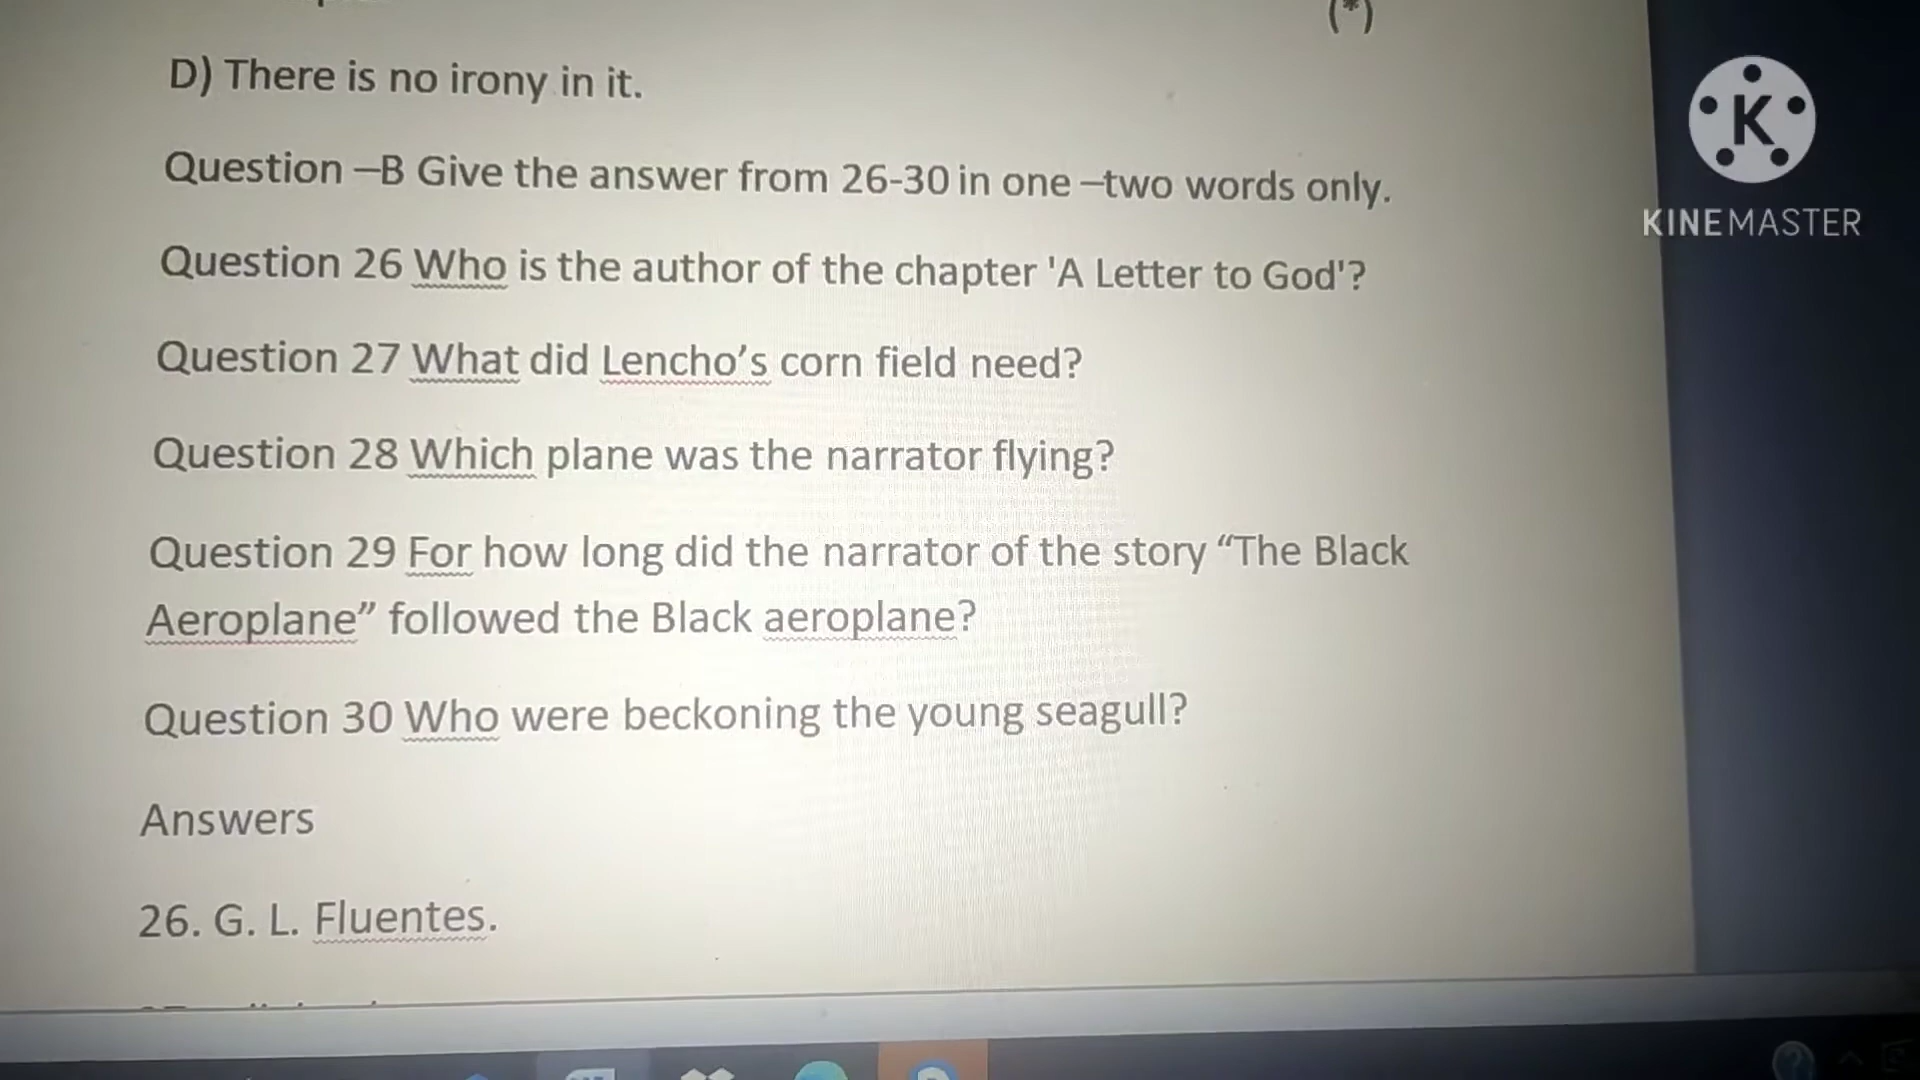 (*)
D) There is no irony in it.
Question –B Give the answer from 26-30 in one –two words only.
Question 26 Who is the author of the chapter 'A Letter to God'?
Question 27 What did Lencho’s corn field need?
Question 28 Which plane was the narrator flying?
Question 29 For how long did the narrator of the story “The Black
Aeroplane” followed the Black aeroplane?
Question 30 Who were beckoning the young seagull?
Answers
26. G. L. Fluentes.
K
KINEMASTER